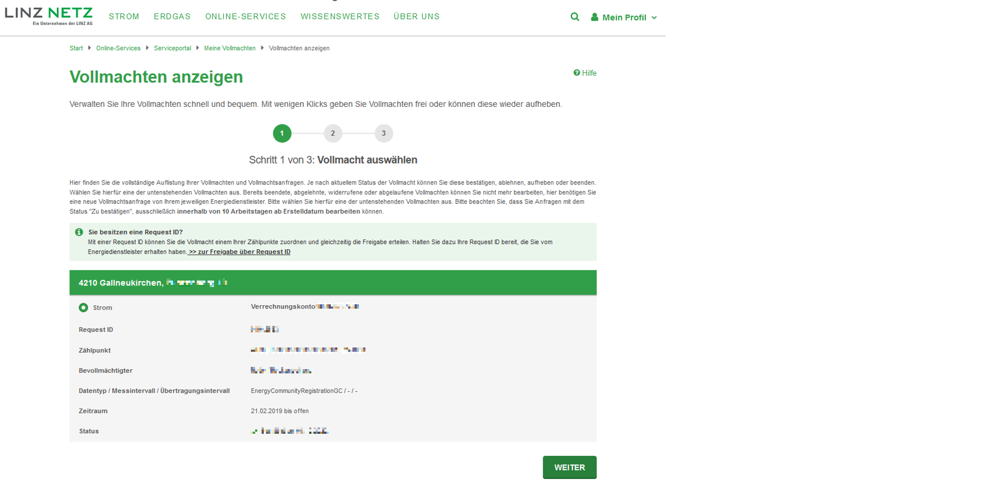 LINZ NETZ
Ein Unternehmen der LINZ AG
STROM ERDGAS ONLINE-SERVICES WISSENSWERTES ÜBER UNS
Mein Profil
Start Online-Services Serviceportal Meine Vollmachten Vollmachten anzeigen
Vollmachten anzeigen
Hilfe
Verwalten Sie Ihre Vollmachten schnell und bequem. Mit wenigen Klicks geben Sie Vollmachten frei oder können diese wieder aufheben.
1 2 3
Schritt 1 von 3: Vollmacht auswählen
Hier finden Sie die vollständige Auflistung Ihrer Vollmachten und Vollmachtsanfragen. Je nach aktuellem Status der Vollmacht können Sie diese bestätigen, ablehnen, aufheben oder beenden.
Wählen Sie hierfür eine der untenstehenden Vollmachten aus. Bereits beendete, abgelehnte, widerrufene oder abgelaufene Vollmachten können Sie nicht mehr bearbeiten, hier benötigen Sie
eine neue Vollmachtsanfrage von Ihrem jeweiligen Energiedienstleister. Bitte wählen Sie hierfür eine der untenstehenden Vollmachten aus. Bitte beachten Sie, dass Sie Anfragen mit dem
Status "Zu bestätigen", ausschließlich innerhalb von 10 Arbeitstagen ab Erstelldatum bearbeiten können.
Sie besitzen eine Request ID?
Mit einer Request ID können Sie die Vollmacht einem Ihrer Zählpunkte zuordnen und gleichzeitig die Freigabe erteilen. Halten Sie dazu Ihre Request ID bereit, die Sie vom
Energiedienstleister erhalten haben. >> zur Freigabe über Request ID
4210 Gallneukirchen,
Strom Verrechnungskonto
Request ID
Zählpunkt
Bevollmächtigter
Datentyp / Messintervall / Übertragungsintervall EnergyCommunityRegistrationGC / - / -
Zeitraum 21.02.2019 bis offen
Status
WEITER